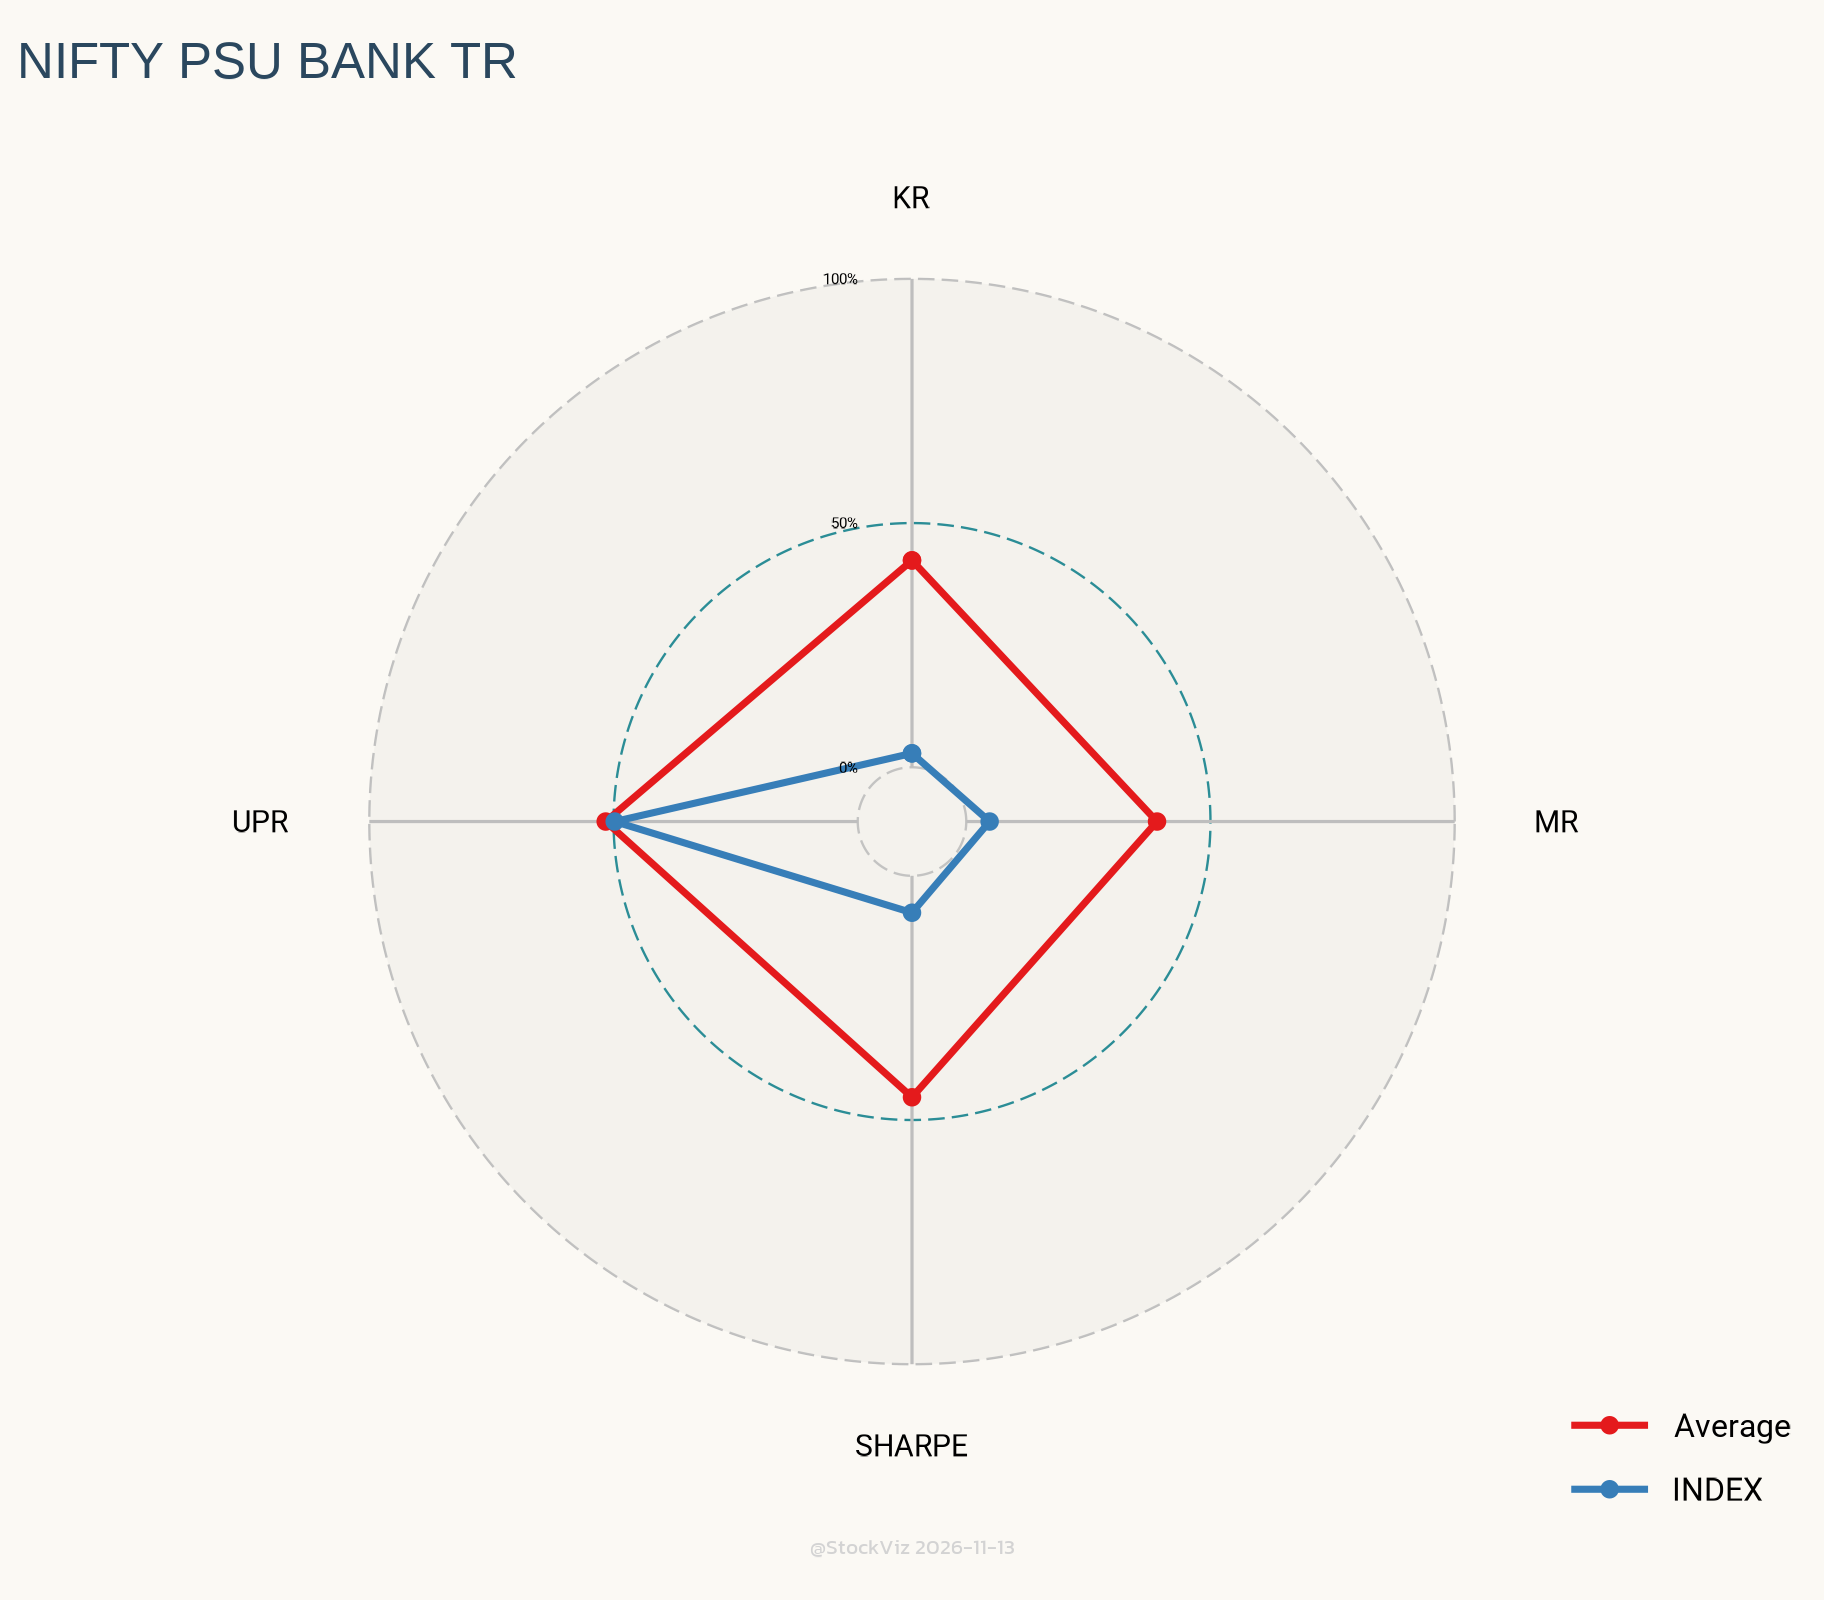 NIFTY PSU BANK TR
KR
100%
50%
0%
UPR
MR
SHARPE
Average
INDEX
@StockViz 2026-11-13